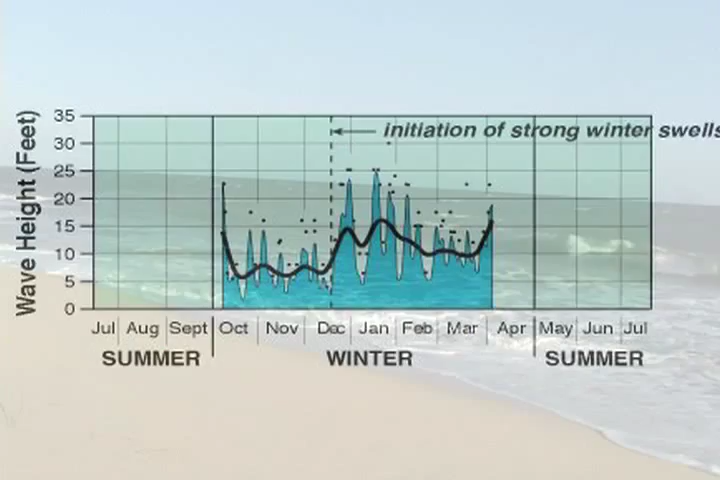 initiation of strong winter swells
Wave Height (Feet)
35
30
25
20
15
10
5
0
Jul Aug Sept Oct Nov Dec Jan Feb Mar Apr May Jun Jul
SUMMER WINTER SUMMER